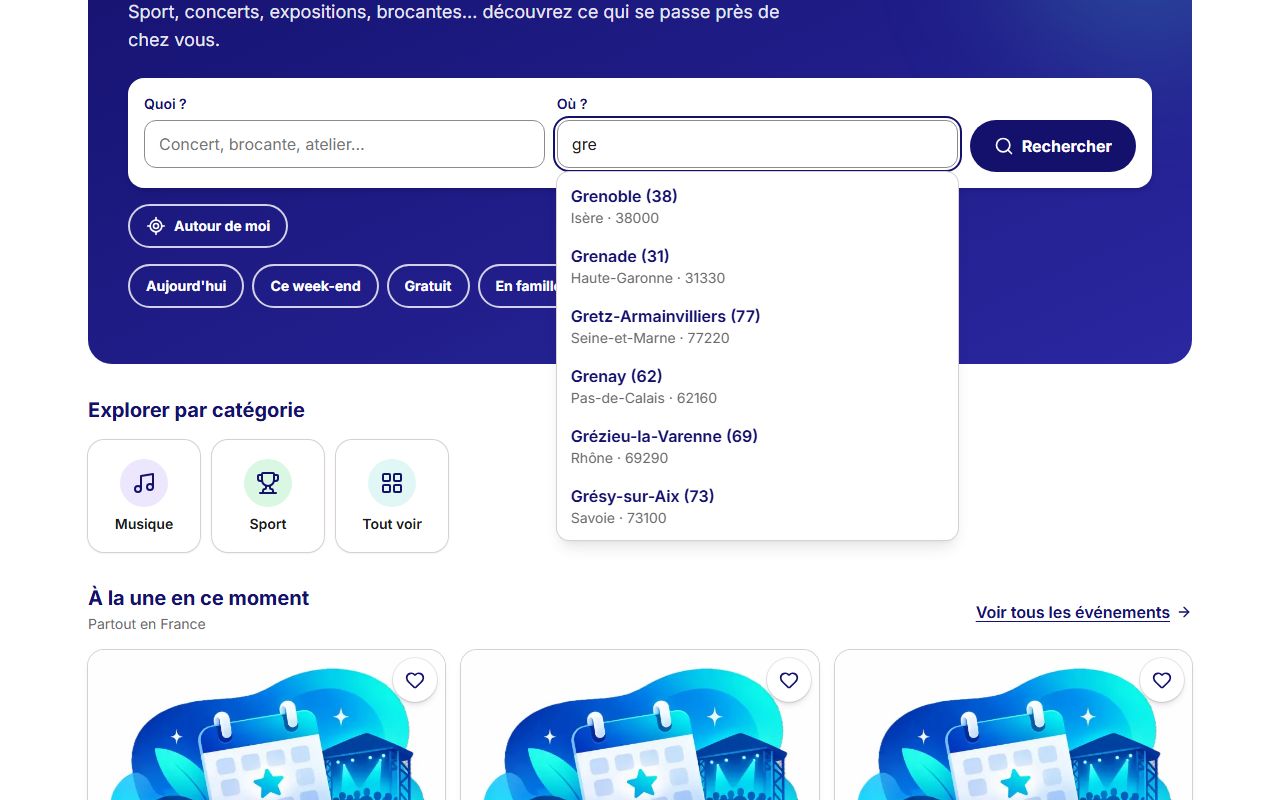 Sport, concerts, expositions, brocantes... découvrez ce qui se passe près de
chez vous.
Quoi ?
Où ?
Concert, brocante, atelier...
gre
Rechercher
Grenoble (38)
Isère · 38000
Grenade (31)
Haute-Garonne · 31330
Gretz-Armainvilliers (77)
Seine-et-Marne · 77220
Grenay (62)
Pas-de-Calais · 62160
Grézieu-la-Varenne (69)
Rhône · 69290
Grésy-sur-Aix (73)
Savoie · 73100
Autour de moi
Aujourd'hui
Ce week-end
Gratuit
En famille
Explorer par catégorie
Musique
Sport
Tout voir
À la une en ce moment
Partout en France
Voir tous les événements